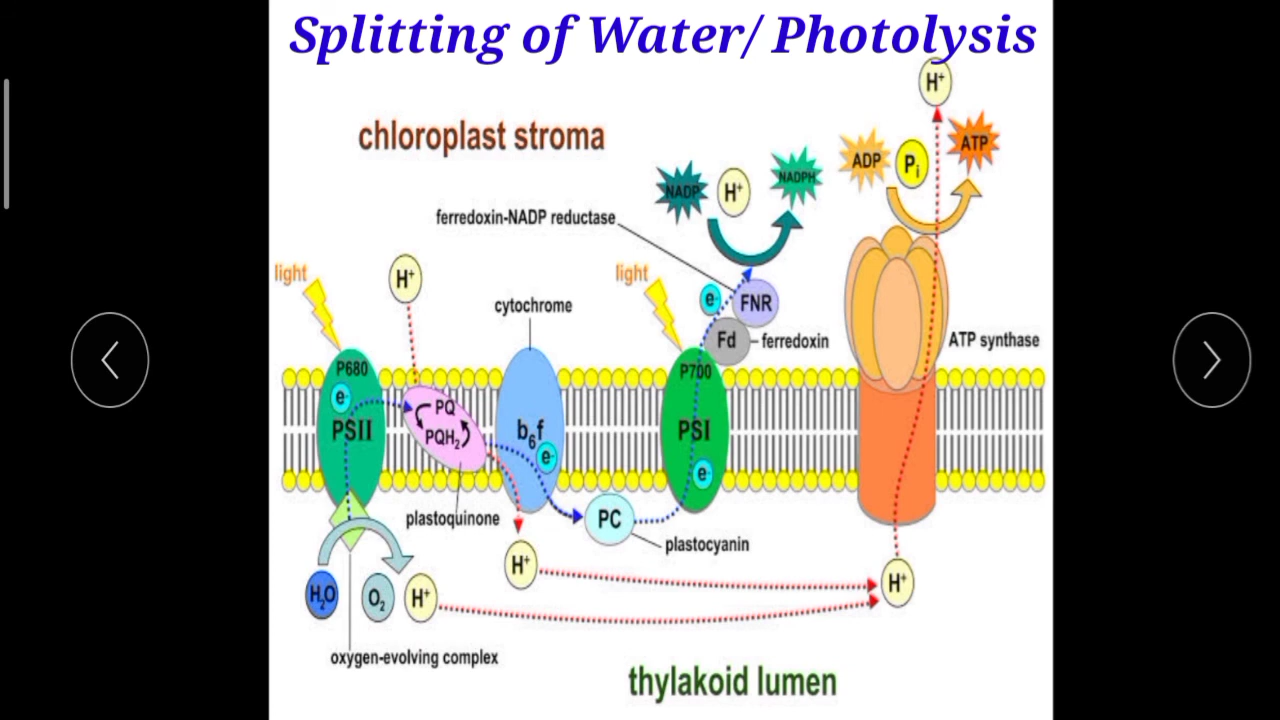 Splitting of Water/ Photolysis
H+
chloroplast stroma
ADP
Pi
ATP
NADP
H+
NADPH
ferredoxin-NADP reductase
light
H+
light
e-
FNR
cytochrome
Fd
ferredoxin
ATP synthase
P680
P700
e-
PQ
PSII
PQH2
b6f
PSI
e-
e-
plastoquinone
PC
plastocyanin
H+
H+
H2O
O2
H+
oxygen-evolving complex
thylakoid lumen